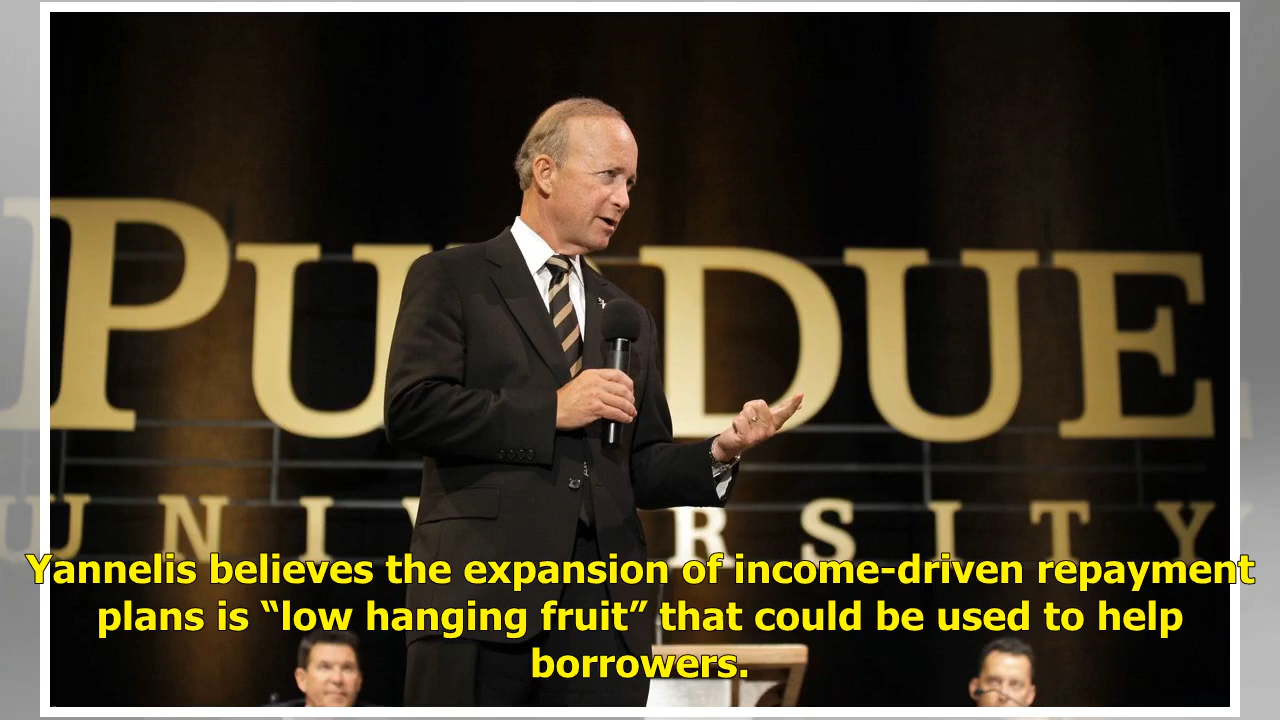 PURDUE
UNIVERSITY
Yannelis believes the expansion of income-driven repayment
plans is “low hanging fruit” that could be used to help
borrowers.